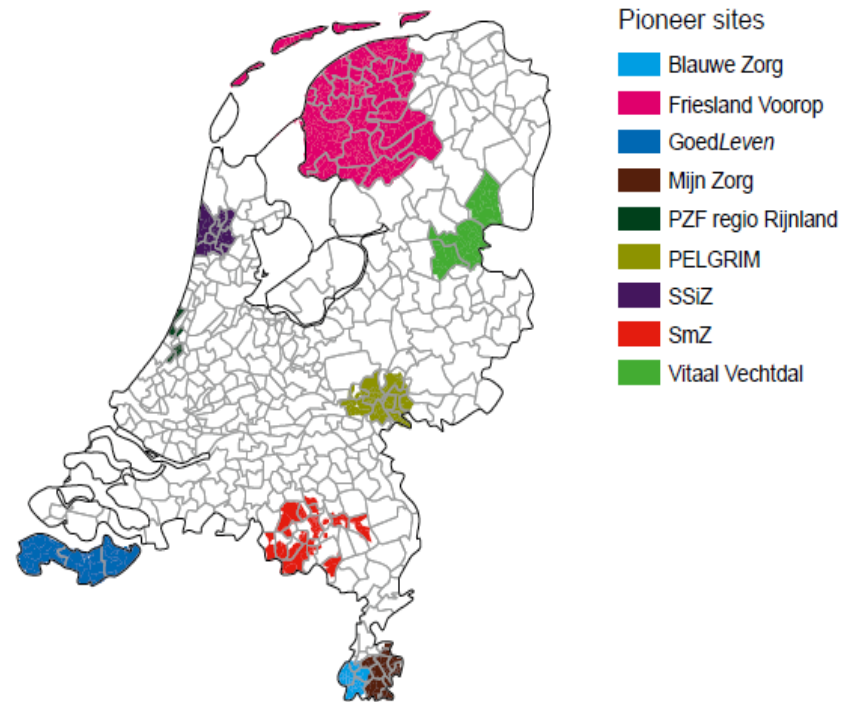 Pioneer sites
Blauwe Zorg
Friesland Voorop
GoedLeven
Mijn Zorg
PZF regio Rijnland
PELGRIM
SSiZ
SmZ
Vitaal Vechtdal